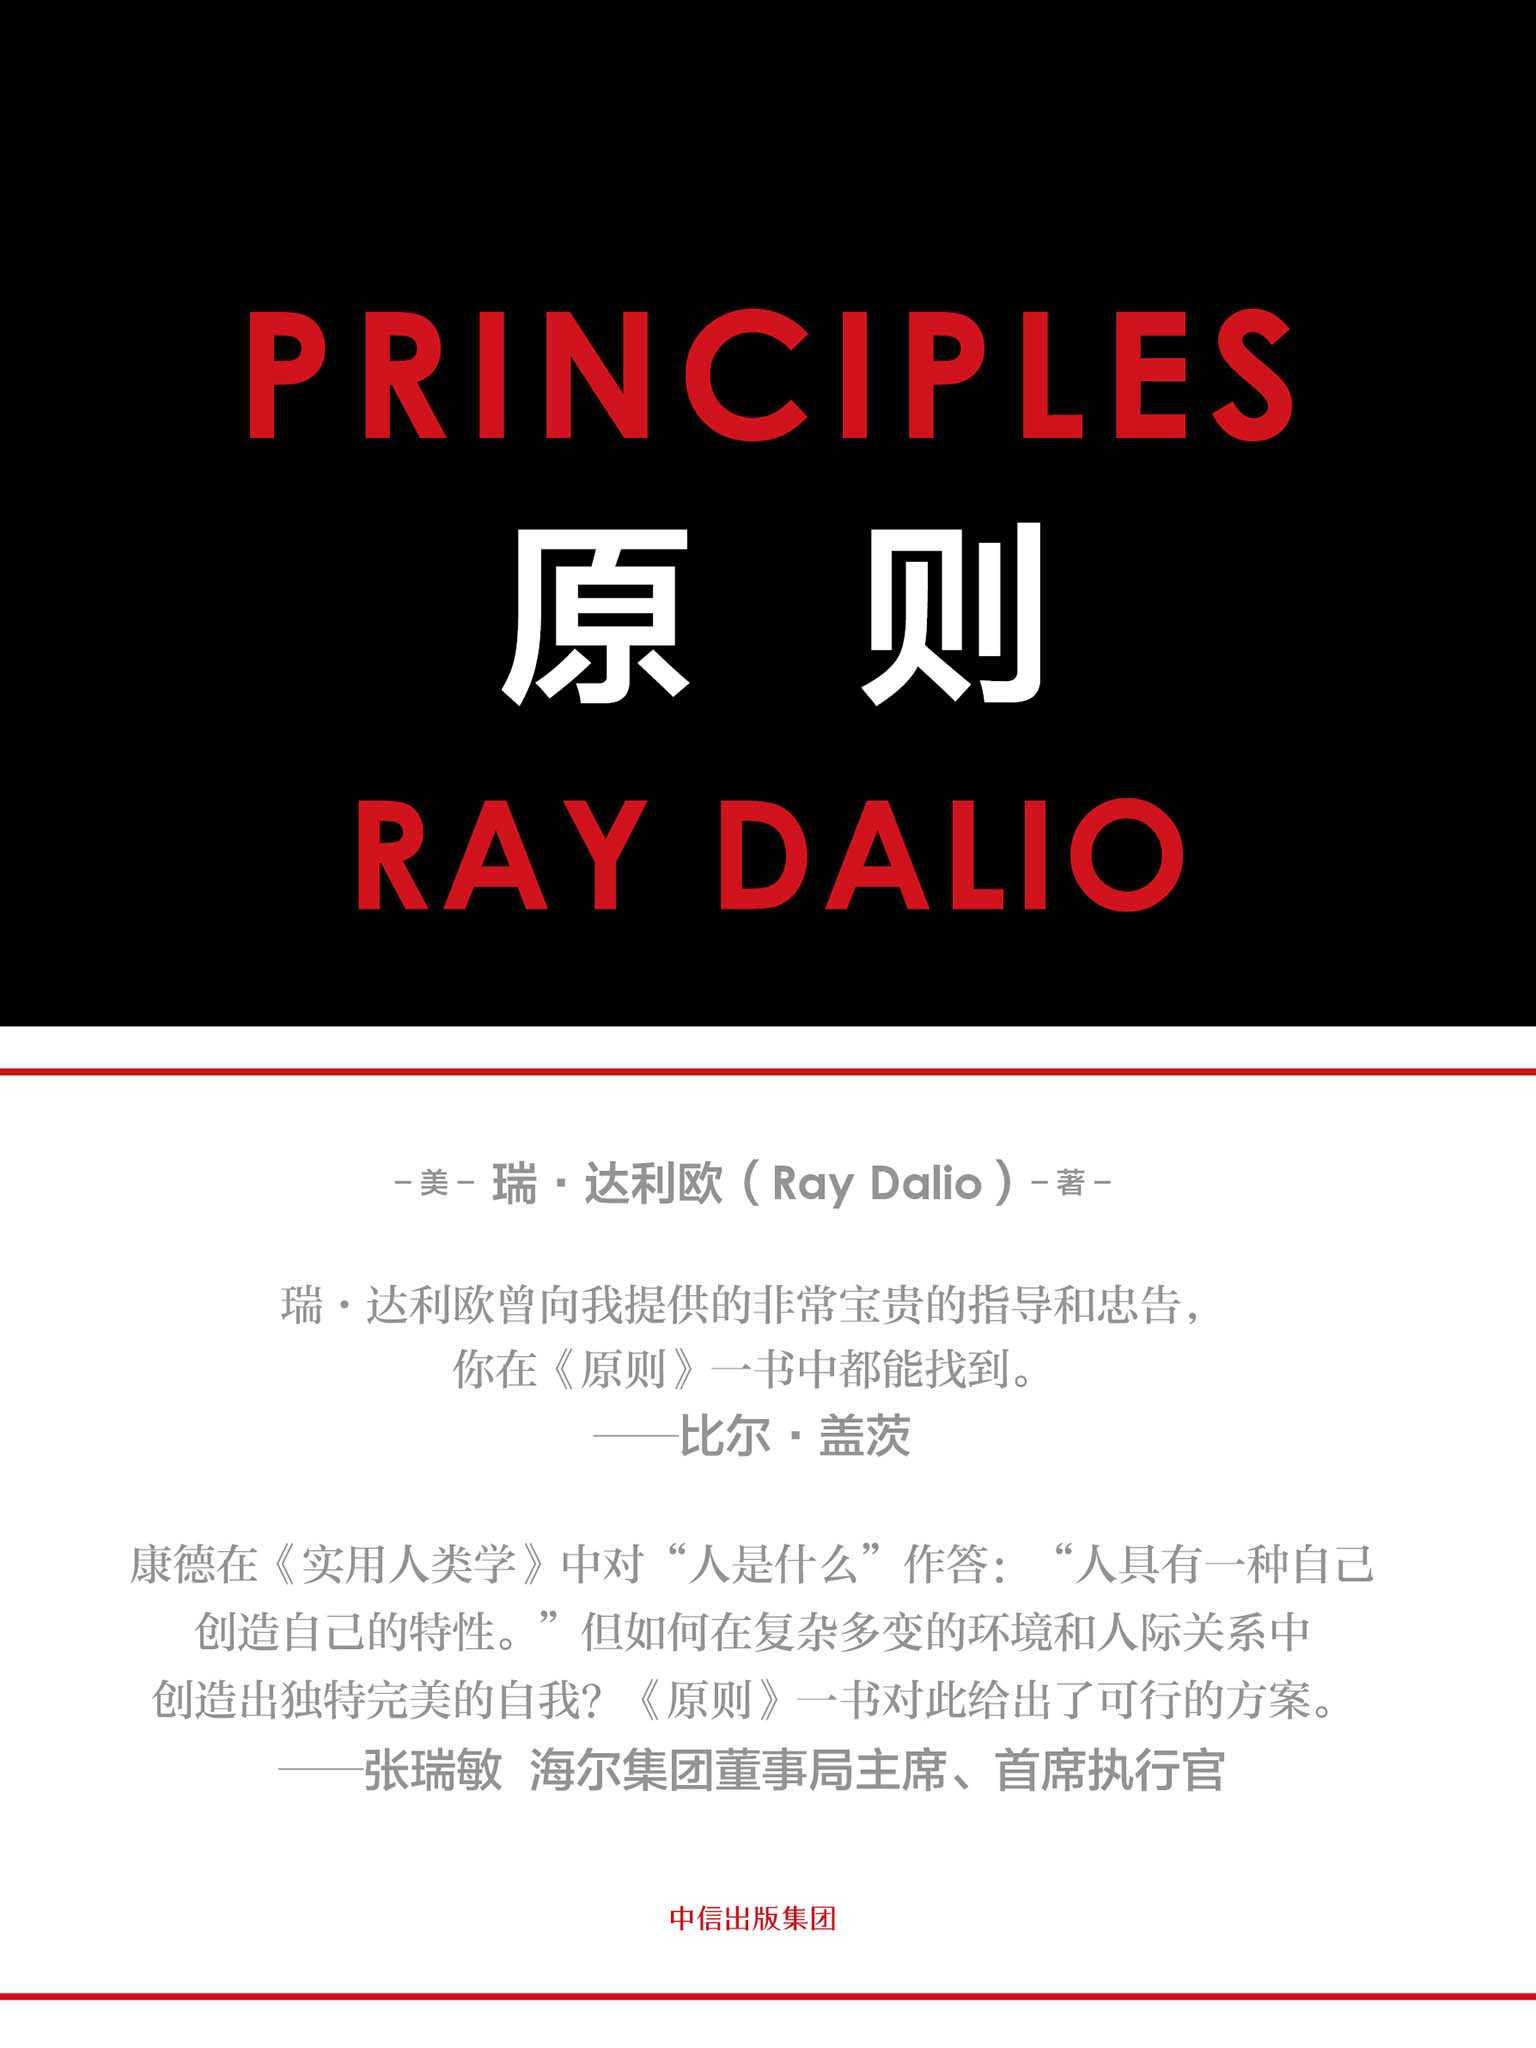 PRINCIPLES
原 则
RAY DALIO
–美– 瑞·达利欧（Ray Dalio）–著–
瑞·达利欧曾向我提供的非常宝贵的指导和忠告，
你在《原则》一书中都能找到。
——比尔·盖茨
康德在《实用人类学》中对“人是什么”作答：“人具有一种自己
创造自己的特性。”但如何在复杂多变的环境和人际关系中
创造出独特完美的自我？《原则》一书对此给出了可行的方案。
——张瑞敏 海尔集团董事局主席、首席执行官
中信出版集团